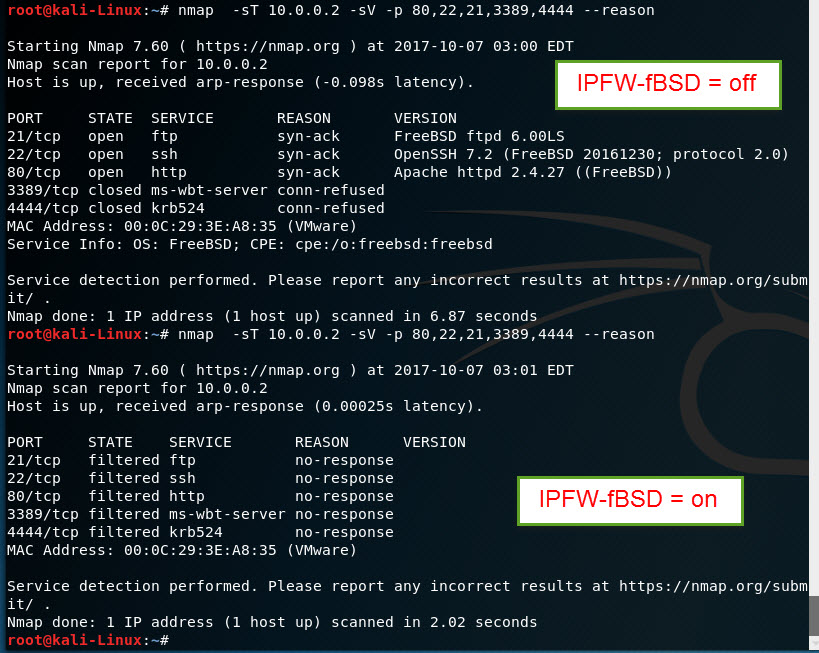 root@kali-Linux:~# nmap  -sT 10.0.0.2 -sV -p 80,22,21,3389,4444 --reason
Starting Nmap 7.60 ( https://nmap.org ) at 2017-10-07 03:00 EDT
Nmap scan report for 10.0.0.2
Host is up, received arp-response (-0.098s latency).
IPFW-fBSD = off
PORT     STATE  SERVICE       REASON       VERSION
21/tcp   open   ftp           syn-ack      FreeBSD ftpd 6.00LS
22/tcp   open   ssh           syn-ack      OpenSSH 7.2 (FreeBSD 20161230; protocol 2.0)
80/tcp   open   http          syn-ack      Apache httpd 2.4.27 ((FreeBSD))
3389/tcp closed ms-wbt-server conn-refused
4444/tcp closed krb524        conn-refused
MAC Address: 00:0C:29:3E:A8:35 (VMware)
Service Info: OS: FreeBSD; CPE: cpe:/o:freebsd:freebsd
Service detection performed. Please report any incorrect results at https://nmap.org/subm
it/ .
Nmap done: 1 IP address (1 host up) scanned in 6.87 seconds
root@kali-Linux:~# nmap  -sT 10.0.0.2 -sV -p 80,22,21,3389,4444 --reason
Starting Nmap 7.60 ( https://nmap.org ) at 2017-10-07 03:01 EDT
Nmap scan report for 10.0.0.2
Host is up, received arp-response (0.00025s latency).
PORT     STATE    SERVICE       REASON      VERSION
21/tcp   filtered ftp           no-response
22/tcp   filtered ssh           no-response
80/tcp   filtered http          no-response
IPFW-fBSD = on
3389/tcp filtered ms-wbt-server no-response
4444/tcp filtered krb524        no-response
MAC Address: 00:0C:29:3E:A8:35 (VMware)
Service detection performed. Please report any incorrect results at https://nmap.org/subm
it/ .
Nmap done: 1 IP address (1 host up) scanned in 2.02 seconds
root@kali-Linux:~#